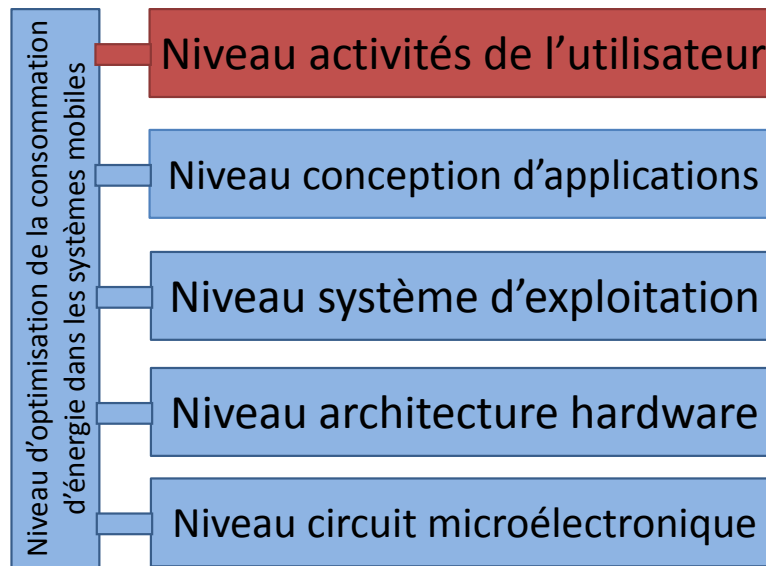 Niveau d'optimisation de la consommation
d'énergie dans les systèmes mobiles
Niveau activités de l'utilisateur
Niveau conception d'applications
Niveau système d'exploitation
Niveau architecture hardware
Niveau circuit microélectronique